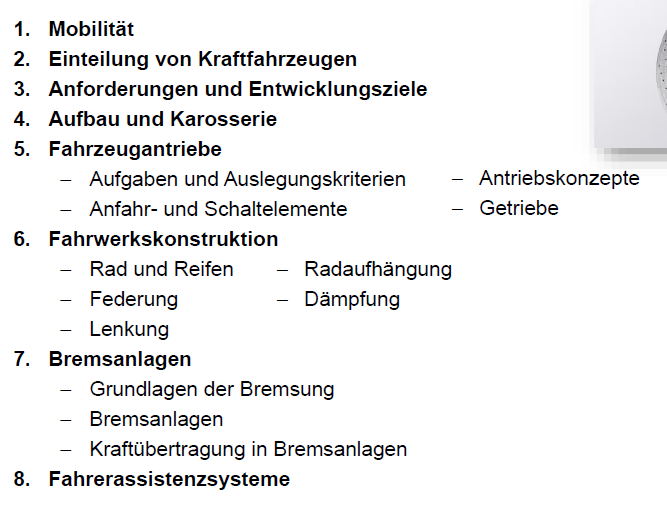 1. Mobilität
2. Einteilung von Kraftfahrzeugen
3. Anforderungen und Entwicklungsziele
4. Aufbau und Karosserie
5. Fahrzeugantriebe
– Aufgaben und Auslegungskriterien – Antriebskonzepte
– Anfahr- und Schaltelemente – Getriebe
6. Fahrwerkskonstruktion
– Rad und Reifen – Radaufhängung
– Federung – Dämpfung
– Lenkung
7. Bremsanlagen
– Grundlagen der Bremsung
– Bremsanlagen
– Kraftübertragung in Bremsanlagen
8. Fahrerassistenzsysteme